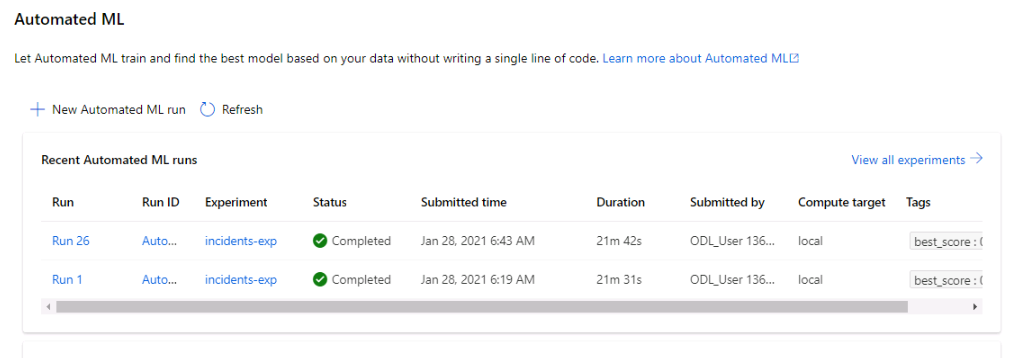 Automated ML
Let Automated ML train and find the best model based on your data without writing a single line of code. Learn more about Automated ML
New Automated ML run Refresh
Recent Automated ML runs View all experiments
Run Run ID Experiment Status Submitted time Duration Submitted by Compute target Tags
Run 26 Auto... incidents-exp Completed Jan 28, 2021 6:43 AM 21m 42s ODL_User 136... local best_score :
Run 1 Auto... incidents-exp Completed Jan 28, 2021 6:19 AM 21m 31s ODL_User 136... local best_score :